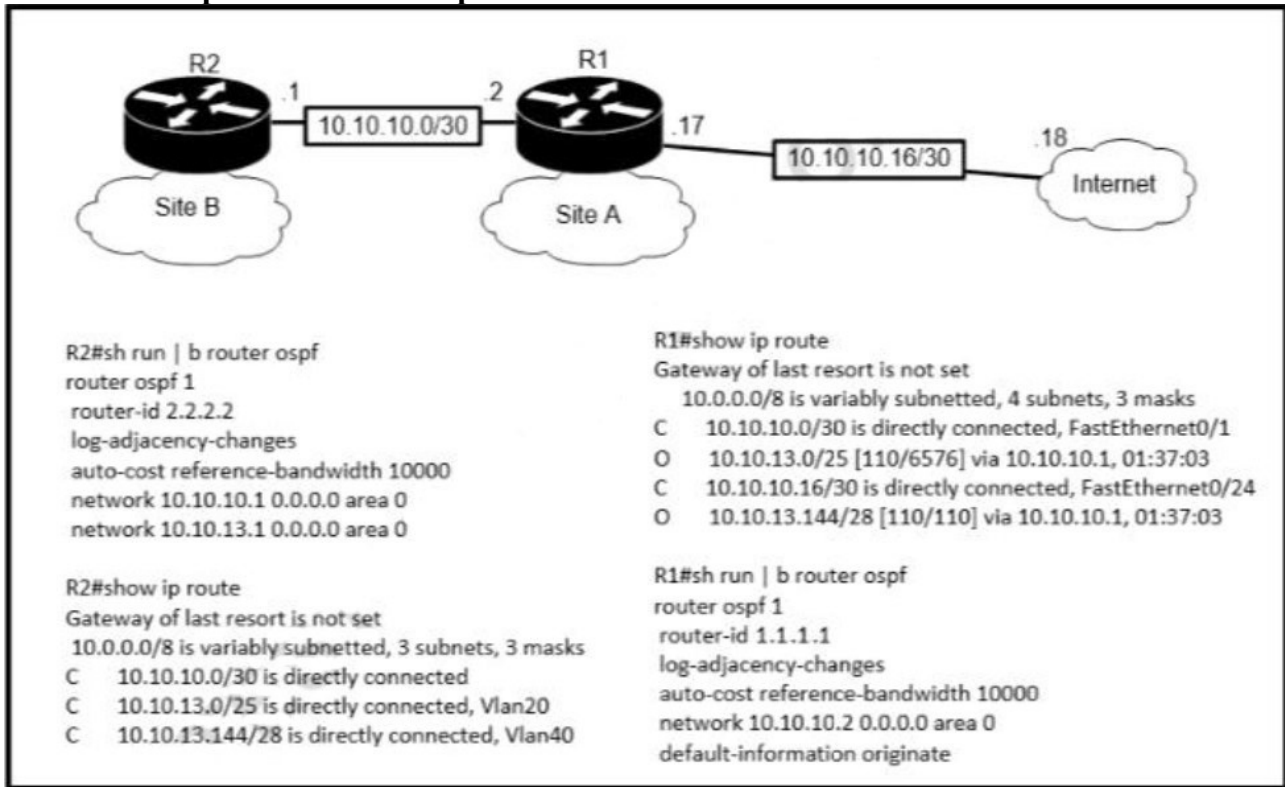 R2
R1
.1
.2
10.10.10.0/30
.17
10.10.10.16/30
.18
Internet
Site B
Site A
R2#sh run | b router ospf
router ospf 1
router-id 2.2.2.2
log-adjacency-changes
auto-cost reference-bandwidth 10000
network 10.10.10.1 0.0.0.0 area 0
network 10.10.13.1 0.0.0.0 area 0
R2#show ip route
Gateway of last resort is not set
10.0.0.0/8 is variably subnetted, 3 subnets, 3 masks
C 10.10.10.0/30 is directly connected
C 10.10.13.0/25 is directly connected, Vlan20
C 10.10.13.144/28 is directly connected, Vlan40
R1#show ip route
Gateway of last resort is not set
10.0.0.0/8 is variably subnetted, 4 subnets, 3 masks
C 10.10.10.0/30 is directly connected, FastEthernet0/1
O 10.10.13.0/25 [110/6576] via 10.10.10.1, 01:37:03
C 10.10.10.16/30 is directly connected, FastEthernet0/24
O 10.10.13.144/28 [110/110] via 10.10.10.1, 01:37:03
R1#sh run | b router ospf
router ospf 1
router-id 1.1.1.1
log-adjacency-changes
auto-cost reference-bandwidth 10000
network 10.10.10.2 0.0.0.0 area 0
default-information originate